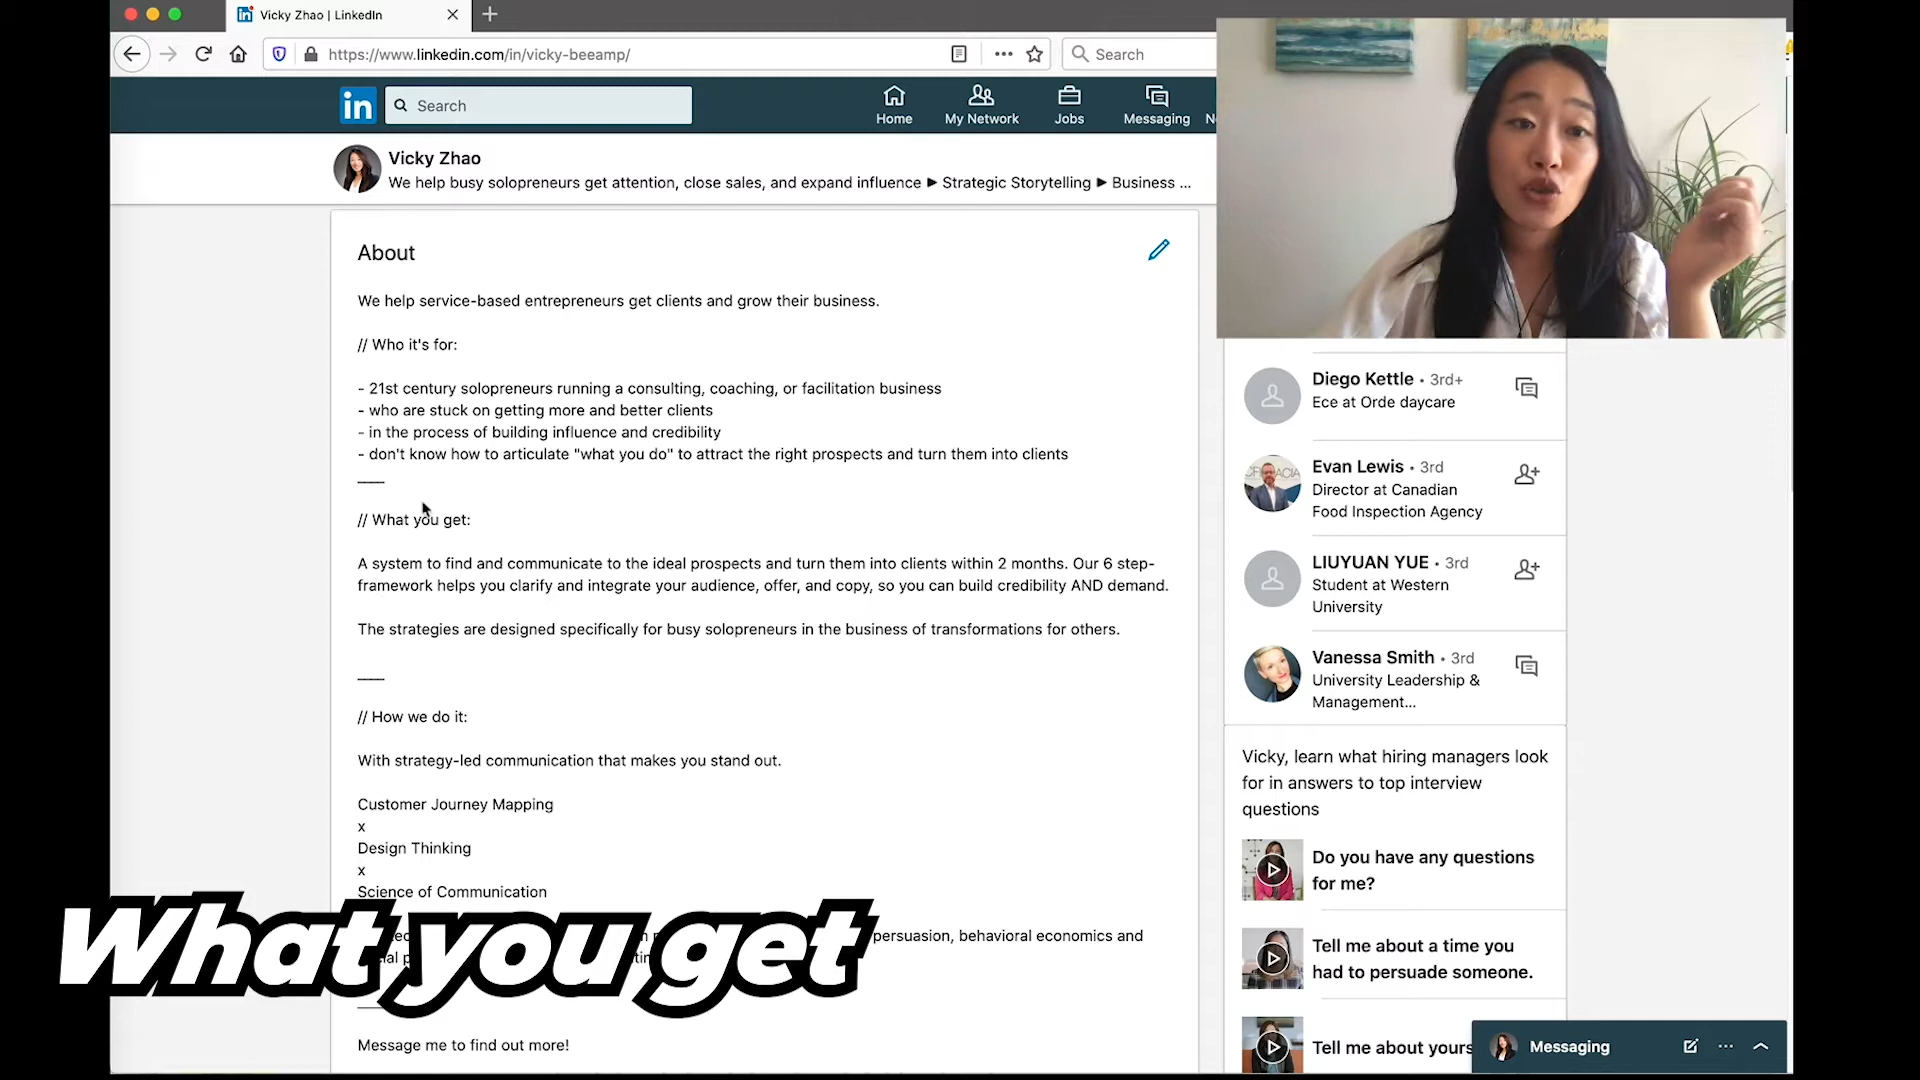 Vicky Zhao | LinkedIn
https://www.linkedin.com/in/vicky-beeamp/
Search
in
Search
Home
My Network
Jobs
Messaging
N
Vicky Zhao
We help busy solopreneurs get attention, close sales, and expand influence ► Strategic Storytelling ► Business ...
About
We help service-based entrepreneurs get clients and grow their business.
// Who it's for:
- 21st century solopreneurs running a consulting, coaching, or facilitation business
- who are stuck on getting more and better clients
- in the process of building influence and credibility
- don't know how to articulate "what you do" to attract the right prospects and turn them into clients
____
// What you get:
A system to find and communicate to the ideal prospects and turn them into clients within 2 months. Our 6 step-
framework helps you clarify and integrate your audience, offer, and copy, so you can build credibility AND demand.
The strategies are designed specifically for busy solopreneurs in the business of transformations for others.
____
// How we do it:
With strategy-led communication that makes you stand out.
Customer Journey Mapping
x
Design Thinking
x
Science of Communication
persuasion, behavioral economics and
Message me to find out more!
What you get
Diego Kettle • 3rd+
Ece at Orde daycare
Evan Lewis • 3rd
Director at Canadian
Food Inspection Agency
LIUYUAN YUE • 3rd
Student at Western
University
Vanessa Smith • 3rd
University Leadership &
Management...
Vicky, learn what hiring managers look
for in answers to top interview
questions
Do you have any questions
for me?
Tell me about a time you
had to persuade someone.
Tell me about yours
Messaging